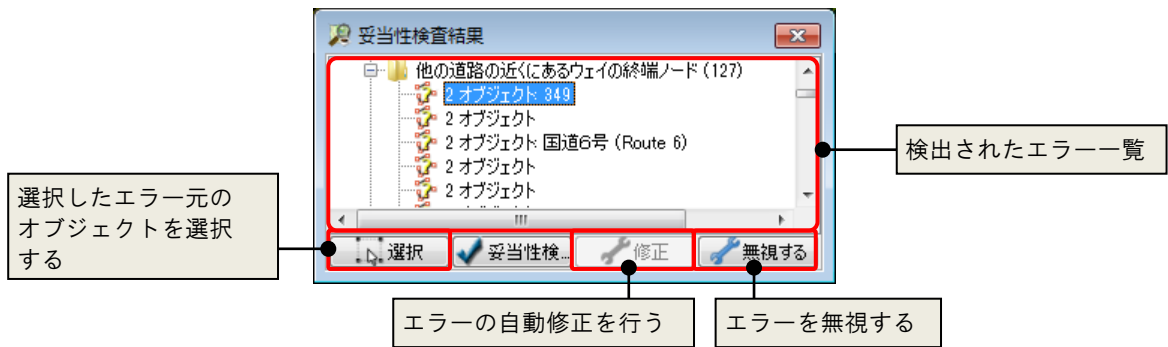 妥当性検査結果
他の道路の近くにあるウェイの終端ノード (127)
2 オブジェクト: 349
2 オブジェクト
2 オブジェクト: 国道6号 (Route 6)
2 オブジェクト
2 オブジェクト
検出されたエラー一覧
選択したエラー元の
オブジェクトを選択
する
選択
妥当性検...
修正
無視する
エラーの自動修正を行う
エラーを無視する